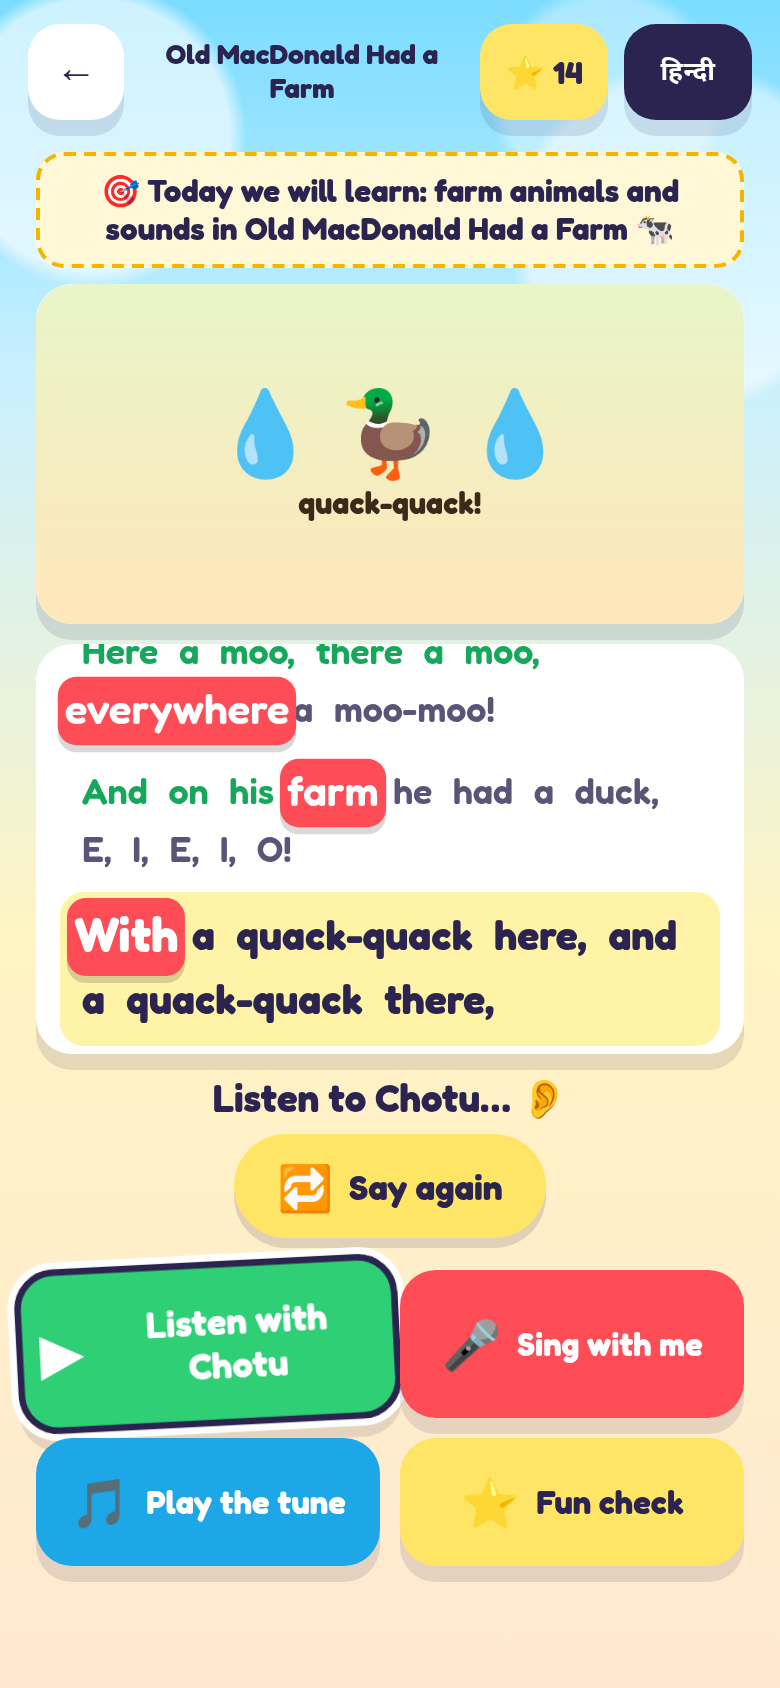 ←
Old MacDonald Had a
Farm
14
हिन्दी
Today we will learn: farm animals and
sounds in Old MacDonald Had a Farm
quack-quack!
Here a moo, there a moo,
everywhere a moo-moo!
And on his farm he had a duck,
E, I, E, I, O!
With a quack-quack here, and
a quack-quack there,
Listen to Chotu...
Say again
Listen with
Chotu
Sing with me
Play the tune
Fun check